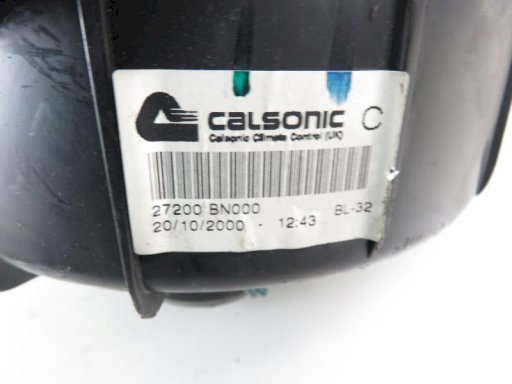 CALSONIC C
Calsonic Climate Control (UK)
27200 BN000 BL-32
20/10/2000 - 12:43